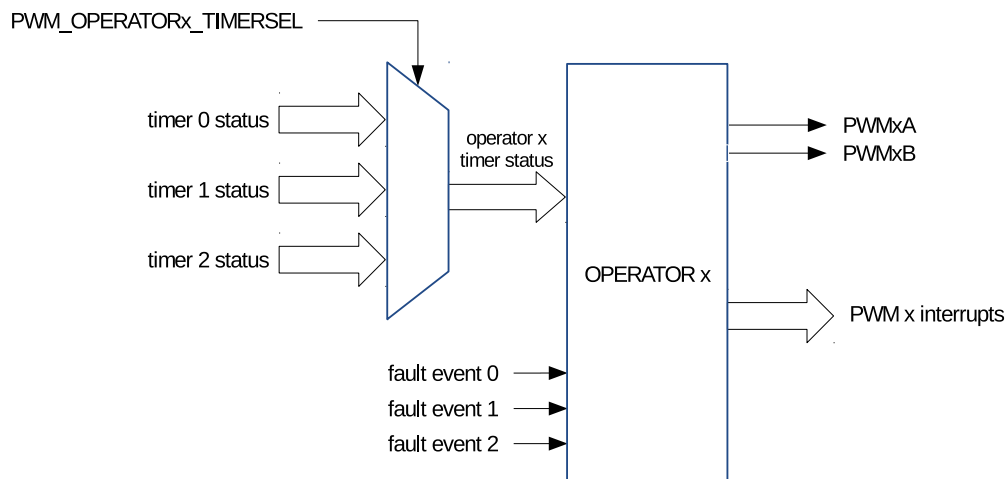 PWM_OPERATORx_TIMERSEL
timer 0 status
timer 1 status
timer 2 status
operator x
timer status
OPERATOR x
PWMxA
PWMxB
PWM x interrupts
fault event 0
fault event 1
fault event 2